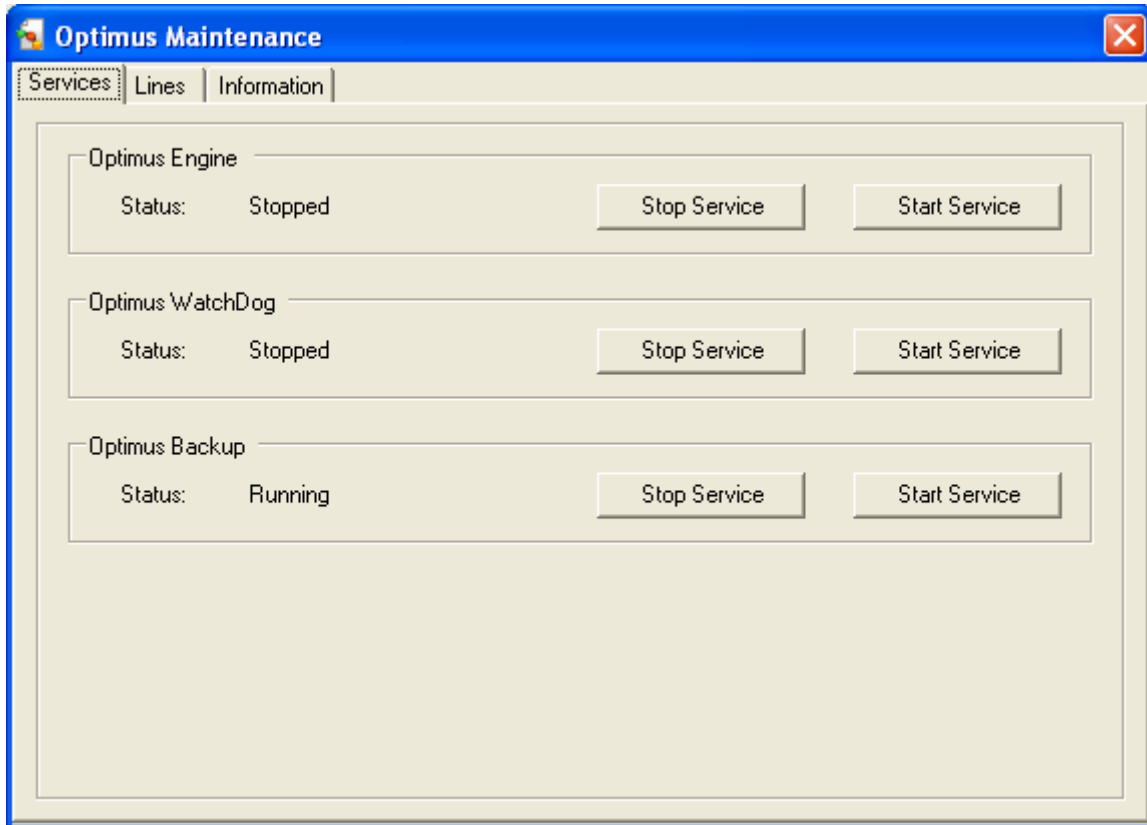 Optimus Maintenance
Services Lines Information
Optimus Engine
Status: Stopped Stop Service Start Service
Optimus WatchDog
Status: Stopped Stop Service Start Service
Optimus Backup
Status: Running Stop Service Start Service